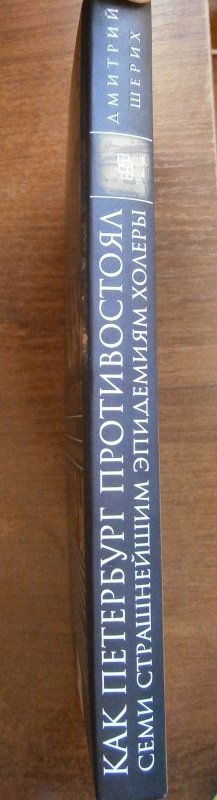 ДМИТРИЙ
ШЕРИХ
КАК ПЕТЕРБУРГ ПРОТИВОСТОЯЛ
СЕМИ СТРАШНЕЙШИМ ЭПИДЕМИЯМ ХОЛЕРЫ